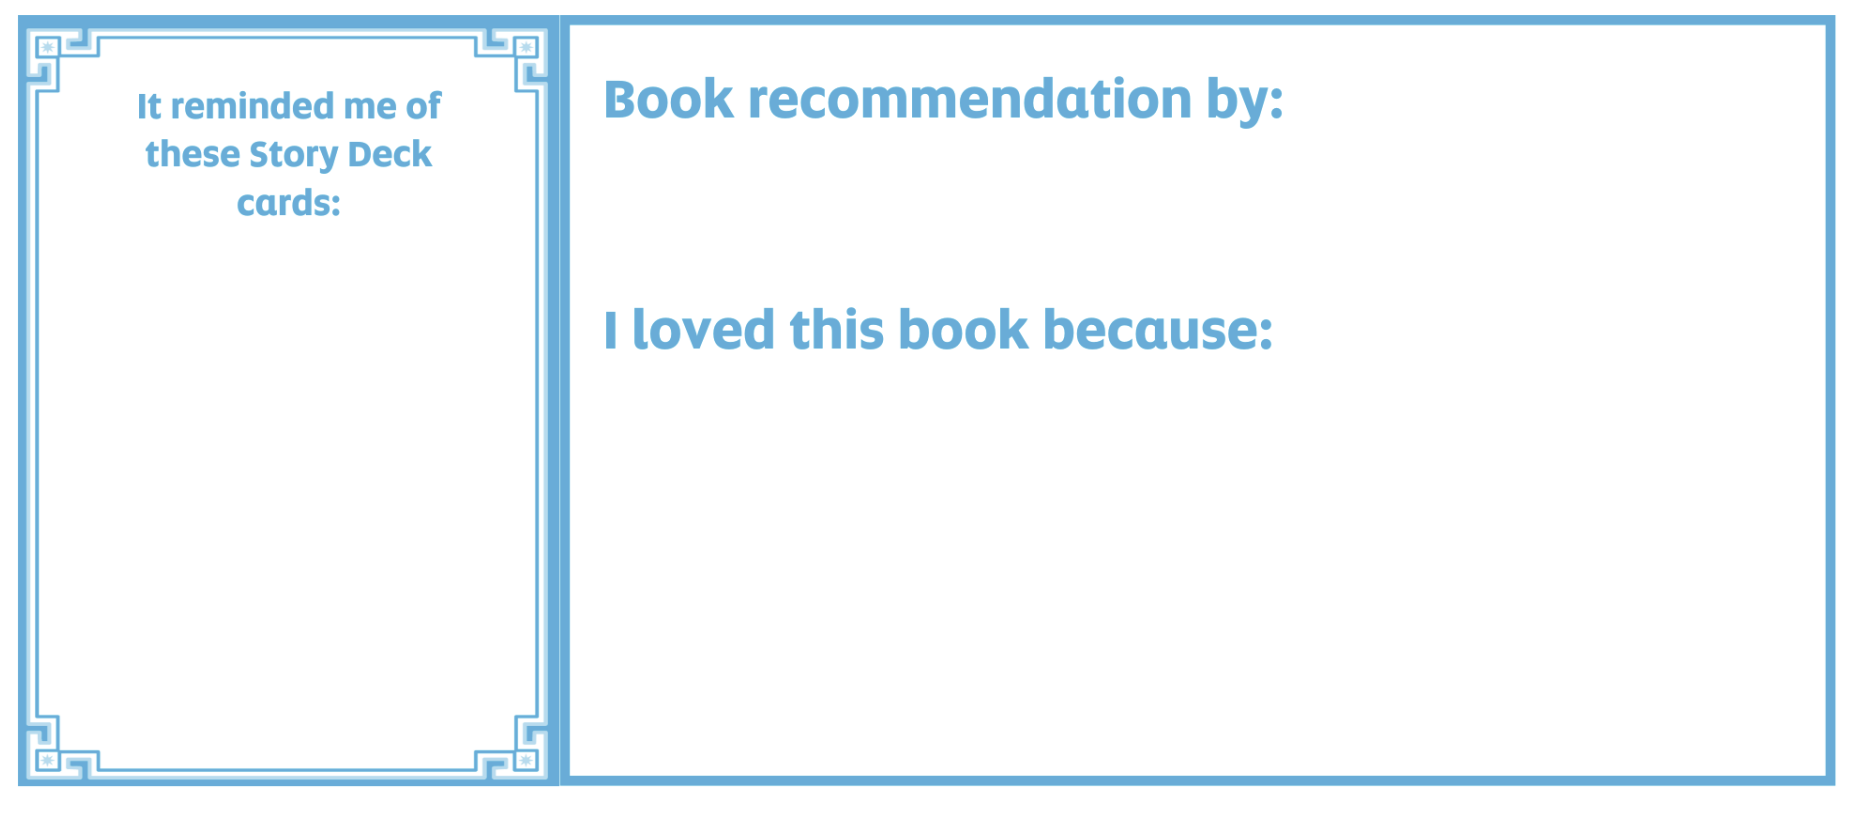 It reminded me of
these Story Deck
cards:
Book recommendation by:
I loved this book because: